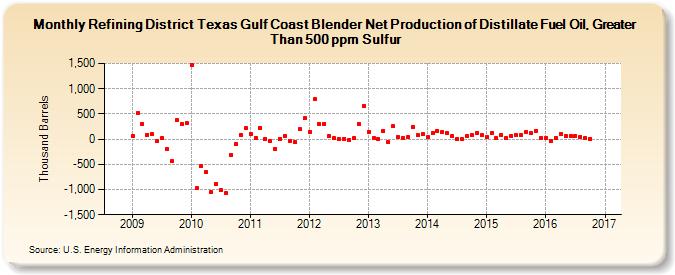 Monthly Refining District Texas Gulf Coast Blender Net Production of Distillate Fuel Oil, Greater
Than 500 ppm Sulfur
Thousand Barrels
1,500
1,000
500
0
-500
-1,000
-1,500
2009 2010 2011 2012 2013 2014 2015 2016 2017
Source: U.S. Energy Information Administration